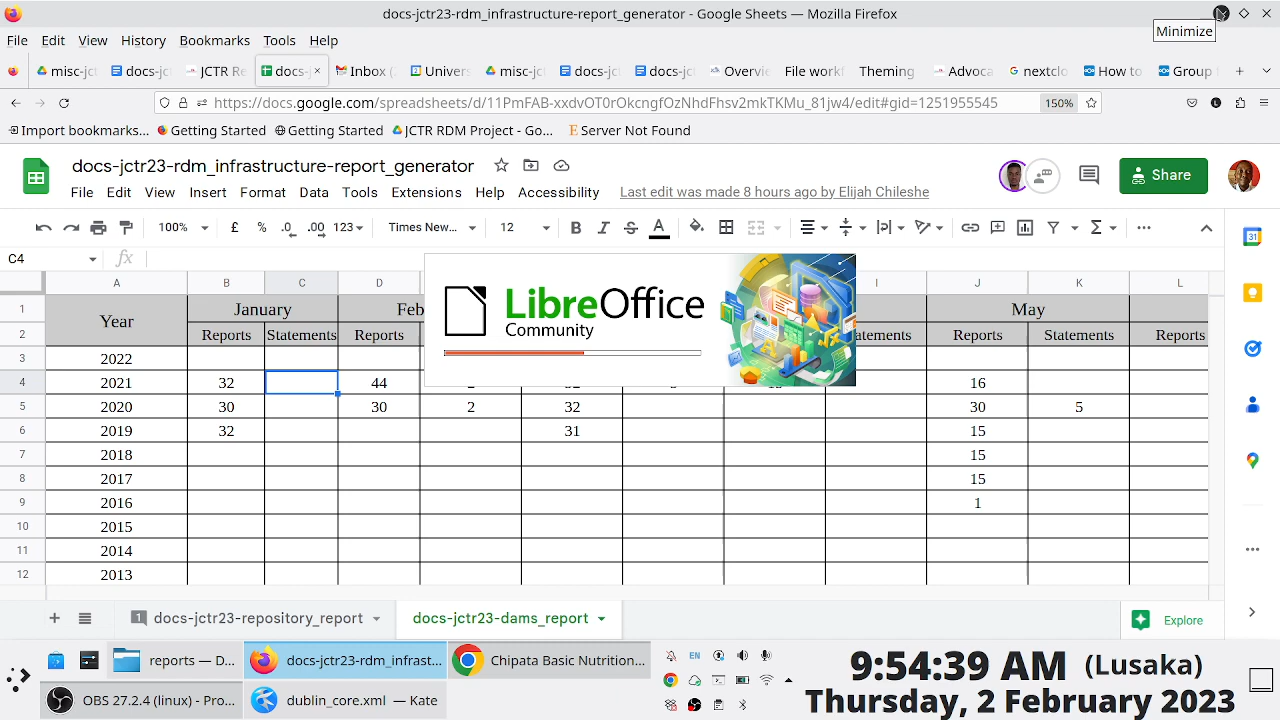 docs-jctr23-rdm_infrastructure-report_generator - Google Sheets — Mozilla Firefox
Minimize
File Edit View History Bookmarks Tools Help
misc-jct docs-jct JCTR Re docs- Inbox ( Univers misc-jct docs-jct docs-jct Overvi File workf Theming Advoca nextclo How to Group
https://docs.google.com/spreadsheets/d/11PmFAB-xxdvOT0rOkcngfOzNhdFhsv2mkTKMu_81jw4/edit#gid=1251955545 150%
Import bookmarks... Getting Started Getting Started JCTR RDM Project - Go... Server Not Found
docs-jctr23-rdm_infrastructure-report_generator
File Edit View Insert Format Data Tools Extensions Help Accessibility Last edit was made 8 hours ago by Elijah Chileshe
Share
100% £ % .0 .00 123 Times New... 12 B I S A
C4 fx
A B C D I J K L
1 Year January Feb May
2 Reports Statements Reports atements Reports Statements Reports
LibreOffice
Community
3 2022
4 2021 32 44 16
5 2020 30 30 2 32 30 5
6 2019 32 31 15
7 2018 15
8 2017 15
9 2016 1
10 2015
11 2014
12 2013
1 docs-jctr23-repository_report docs-jctr23-dams_report Explore
reports — D... docs-jctr23-rdm_infrast... Chipata Basic Nutrition...
OBS 27.2.4 (linux) - Pro... dublin_core.xml — Kate
EN
9:54:39 AM (Lusaka)
Thursday, 2 February 2023